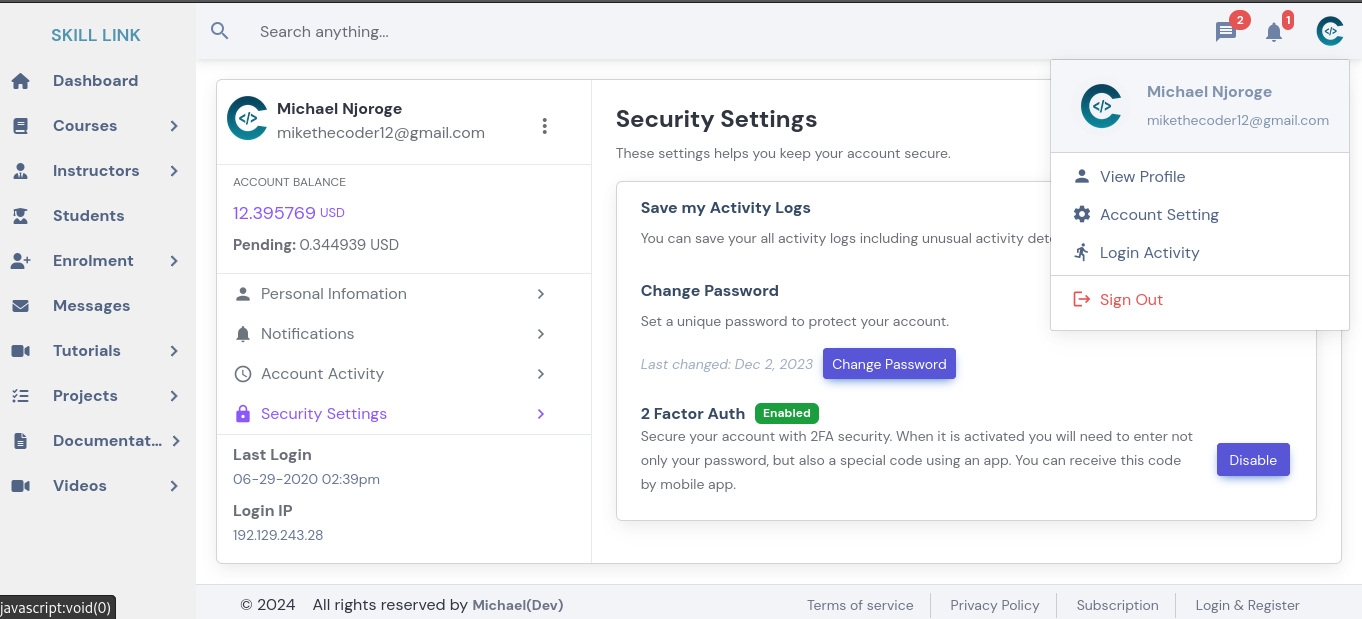 SKILL LINK
Search anything...
2
1
</>
Dashboard
Courses
Instructors
Students
Enrolment
Messages
Tutorials
Projects
Documentat...
Videos
javascript:void(0)
</>
Michael Njoroge
mikethecoder12@gmail.com
ACCOUNT BALANCE
12.395769 USD
Pending: 0.344939 USD
Personal Infomation
Notifications
Account Activity
Security Settings
Last Login
06-29-2020 02:39pm
Login IP
192.129.243.28
Security Settings
These settings helps you keep your account secure.
Save my Activity Logs
You can save your all activity logs including unusual activity dete
Change Password
Set a unique password to protect your account.
Last changed: Dec 2, 2023 Change Password
2 Factor Auth Enabled
Secure your account with 2FA security. When it is activated you will need to enter not
only your password, but also a special code using an app. You can receive this code
by mobile app.
Disable
</>
Michael Njoroge
mikethecoder12@gmail.com
View Profile
Account Setting
Login Activity
Sign Out
© 2024 All rights reserved by Michael(Dev)
Terms of service Privacy Policy Subscription Login & Register